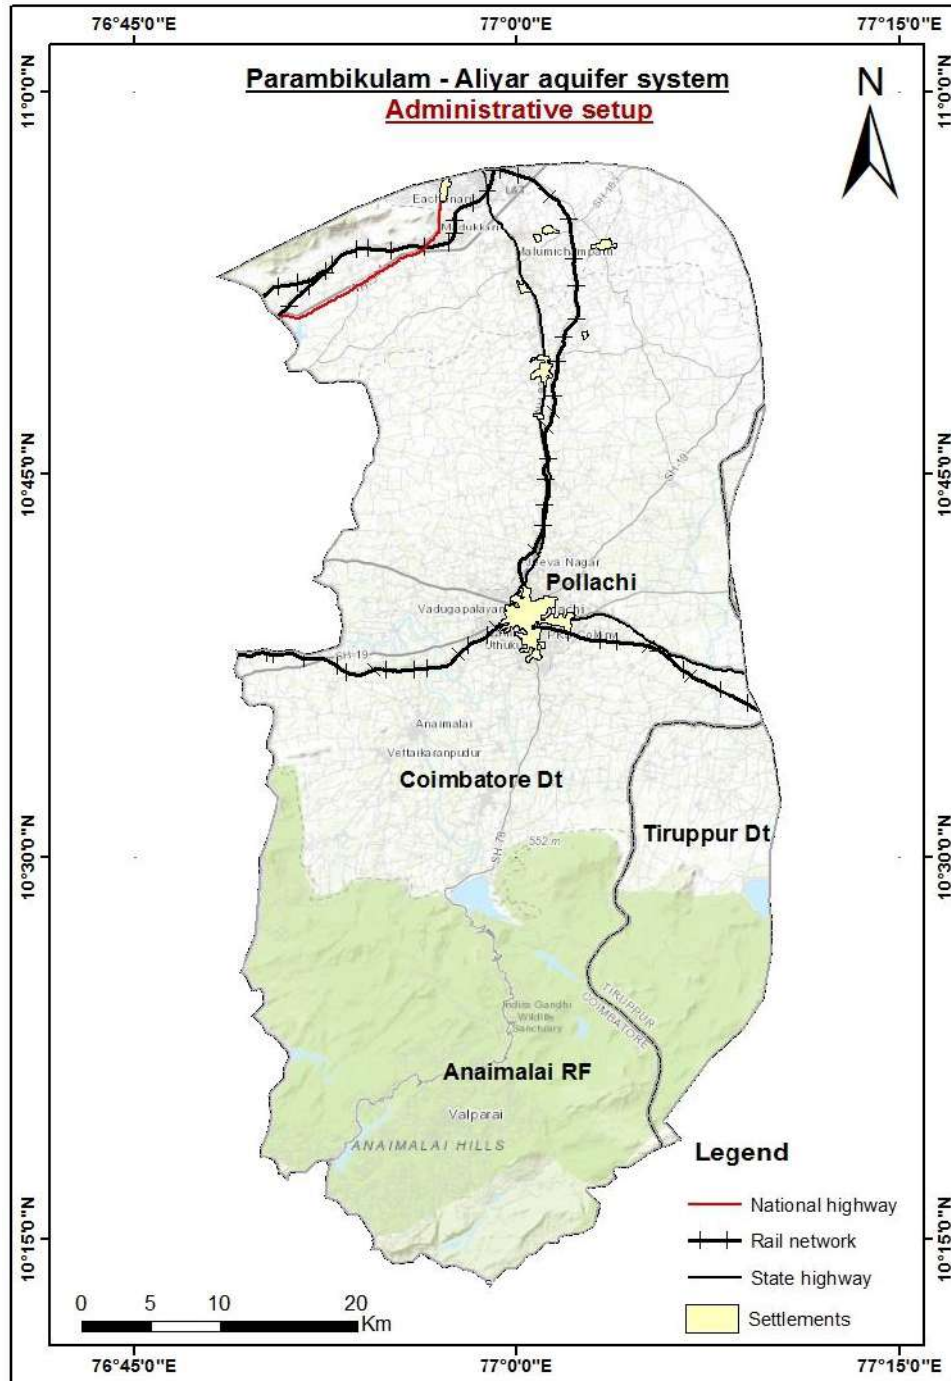 76°45'0"E
77°0'0"E
77°15'0"E
11°0'0"N
11°0'0"N
Parambikulam - Aliyar aquifer system
Administrative setup
N
SH 19
10°45'0"N
10°45'0"N
Jeeva Nagar
Pollachi
Vadugapalayam
SH 19
Anaimalai
Vettaikaranpudur
Coimbatore Dt
Tiruppur Dt
552 m
SH 78
10°30'0"N
10°30'0"N
TIRUPPUR
COIMBATORE
Indira Gandhi
Wildlife
Sanctuary
Anaimalai RF
Valparai
ANAIMALAI HILLS
Legend
National highway
Rail network
State highway
Settlements
10°15'0"N
10°15'0"N
0 5 10 20
Km
76°45'0"E
77°0'0"E
77°15'0"E